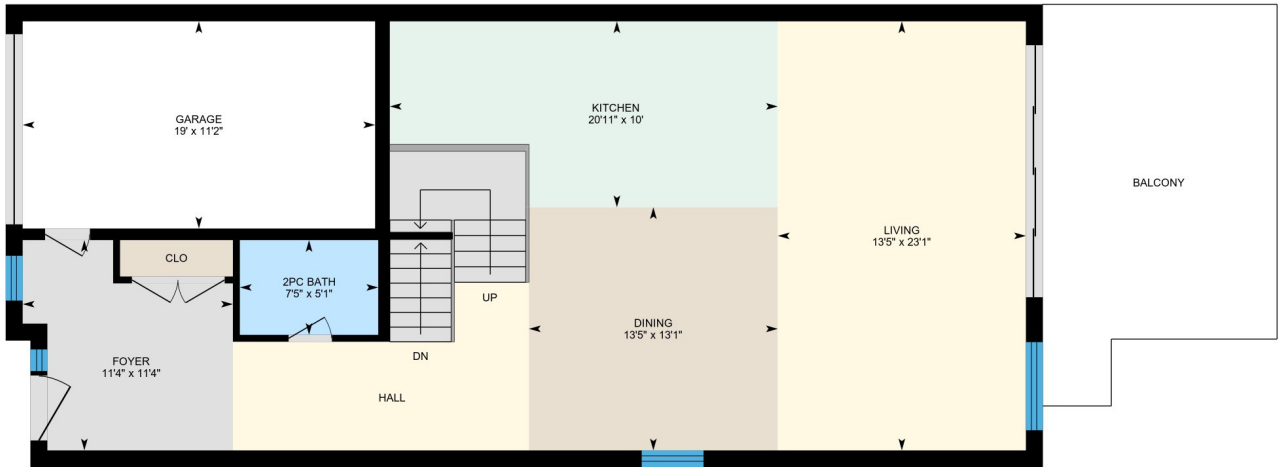 GARAGE
19' x 11'2"
KITCHEN
20'11" x 10'
BALCONY
LIVING
13'5" x 23'1"
CLO
2PC BATH
7'5" x 5'1"
UP
DINING
13'5" x 13'1"
DN
FOYER
11'4" x 11'4"
HALL